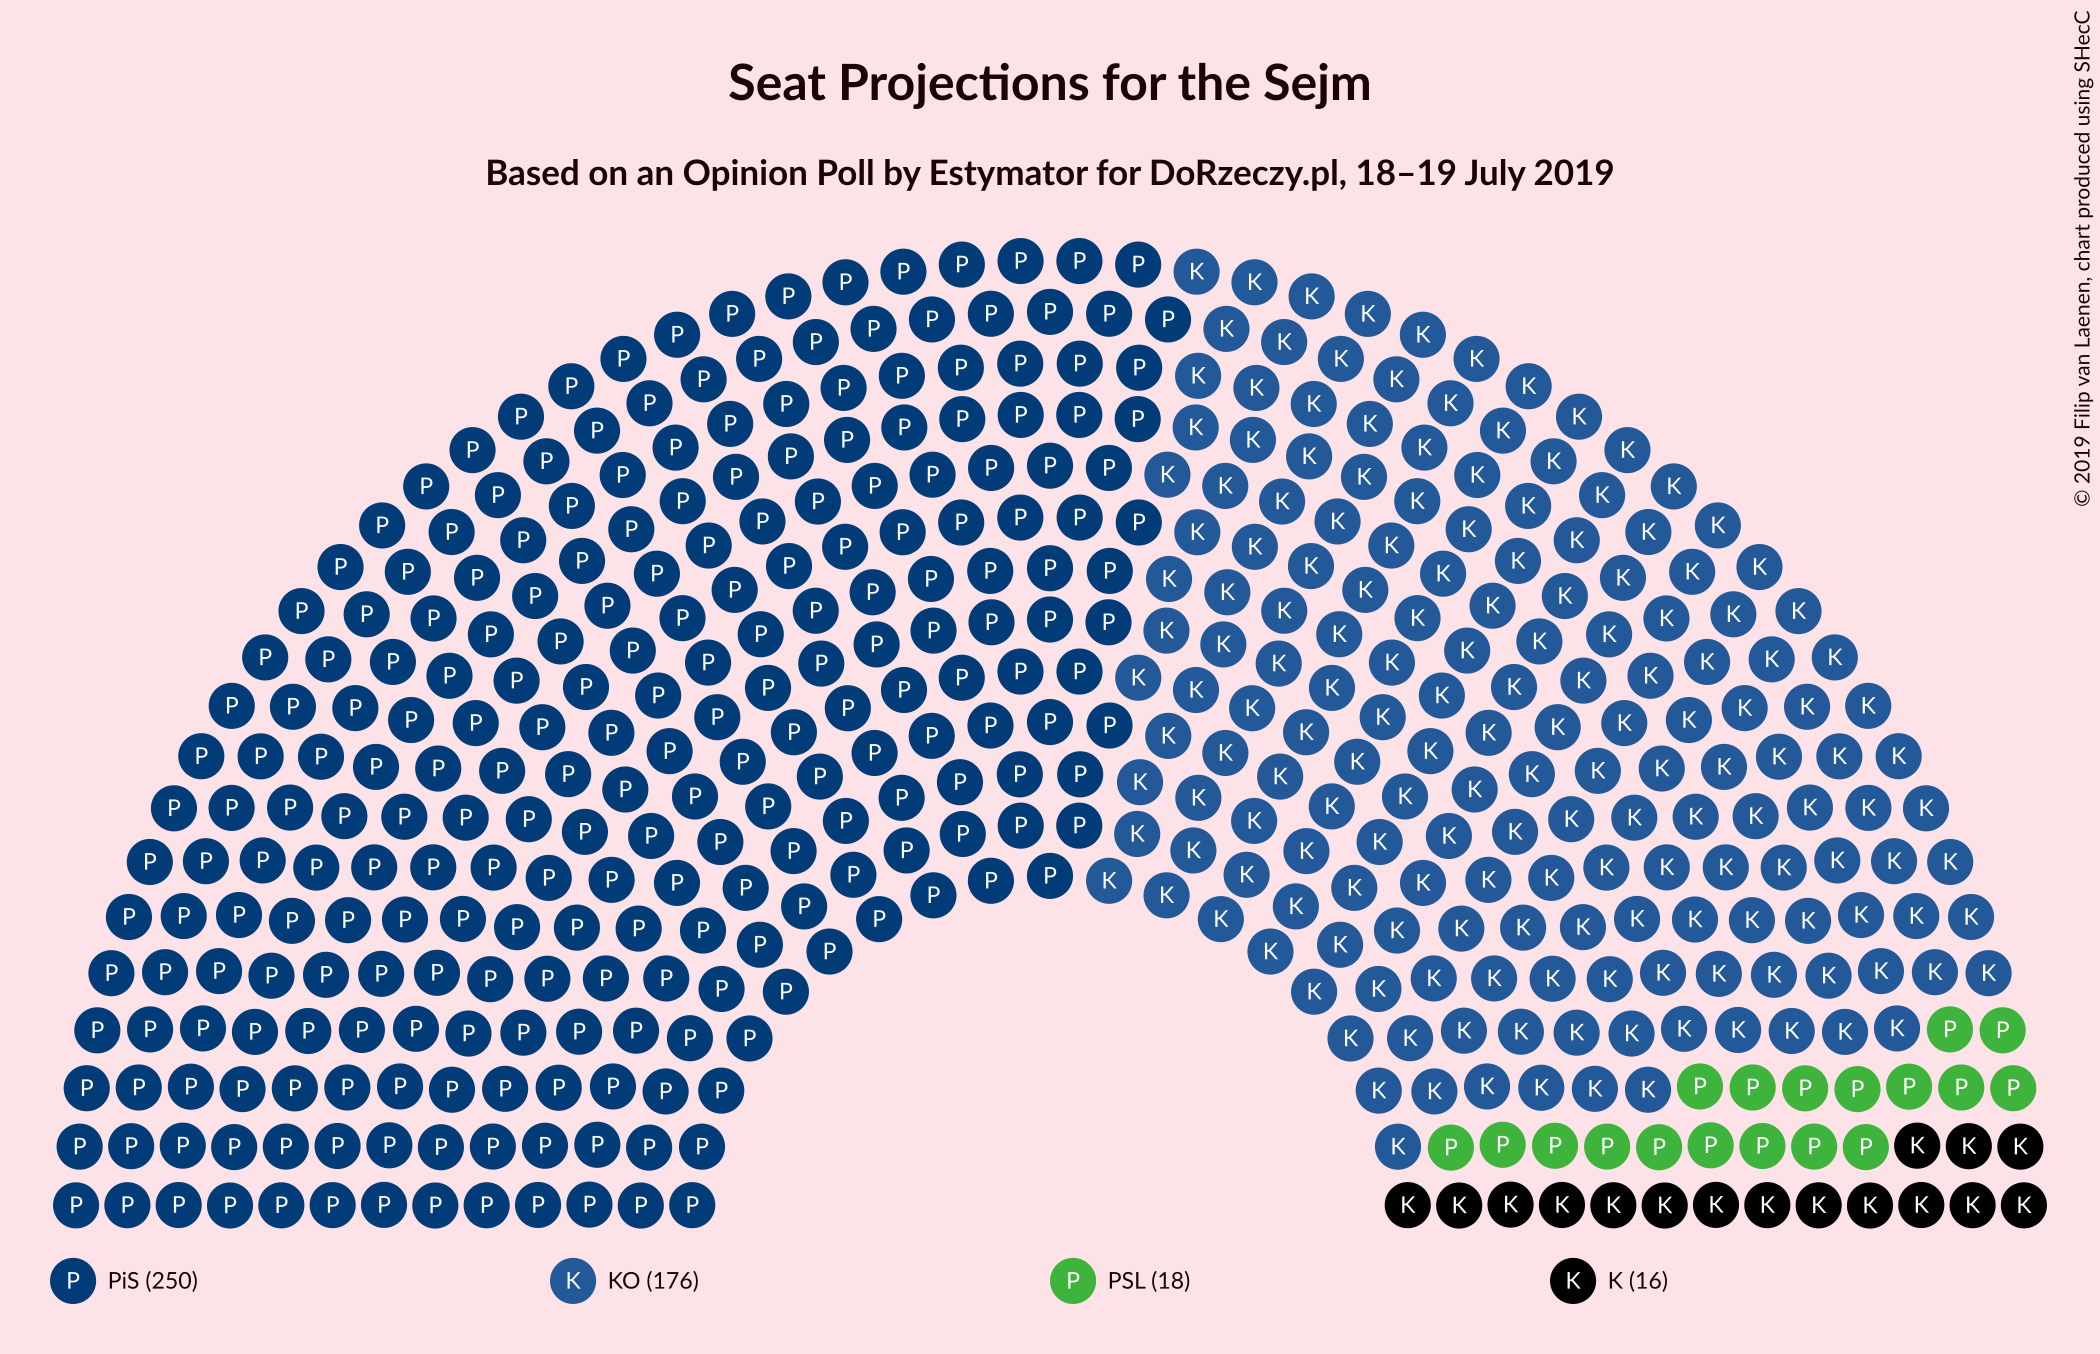 Seat Projections for the Sejm
Based on an Opinion Poll by Estymator for DoRzeczy.pl, 18–19 July 2019
© 2019 Filip van Laenen, chart produced using SHecC
P PiS (250)
K KO (176)
P PSL (18)
K K (16)